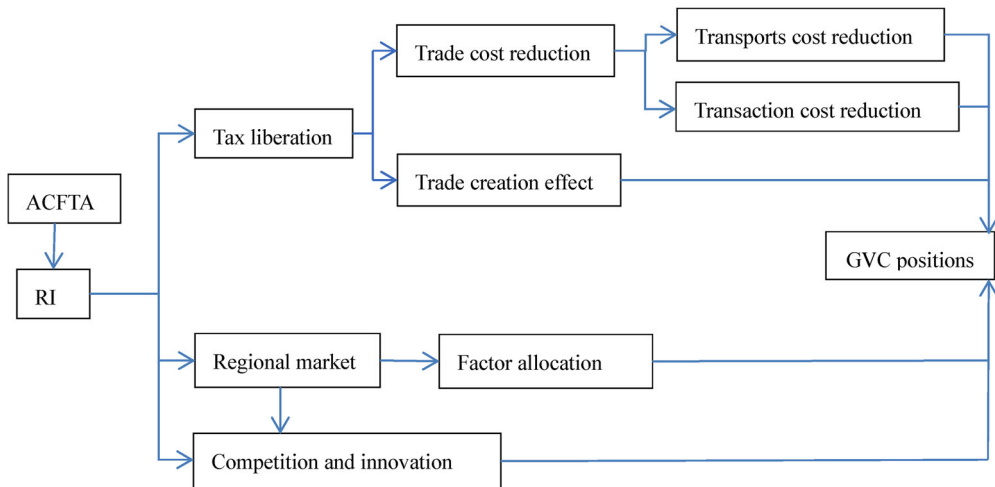 Transports cost reduction
Trade cost reduction
Transaction cost reduction
Tax liberation
Trade creation effect
ACFTA
GVC positions
RI
Regional market
Factor allocation
Competition and innovation